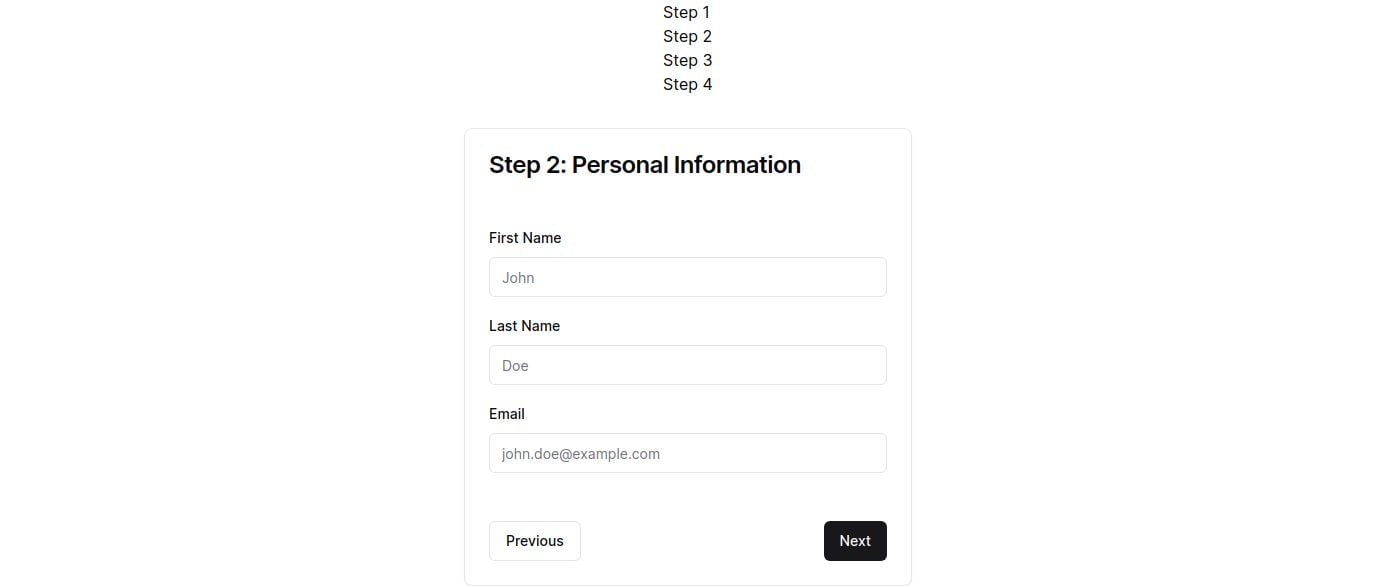 Step 1
Step 2
Step 3
Step 4
Step 2: Personal Information
First Name
John
Last Name
Doe
Email
john.doe@example.com
Previous
Next